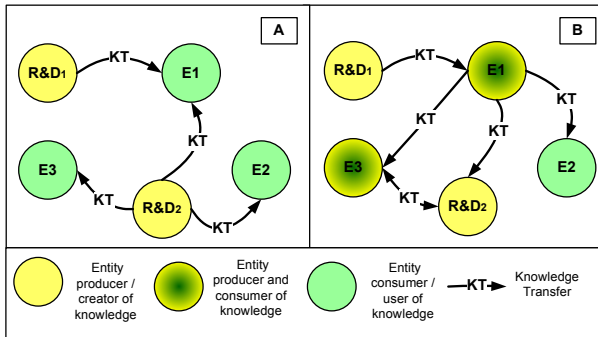 A
R&D1
KT
E1
KT
E3
KT
R&D2
KT
E2
B
R&D1
KT
E1
KT
KT
KT
E3
KT
R&D2
E2
Entity
producer /
creator of
knowledge
Entity
producer and
consumer of
knowledge
Entity
consumer /
user of
knowledge
KT
Knowledge
Transfer